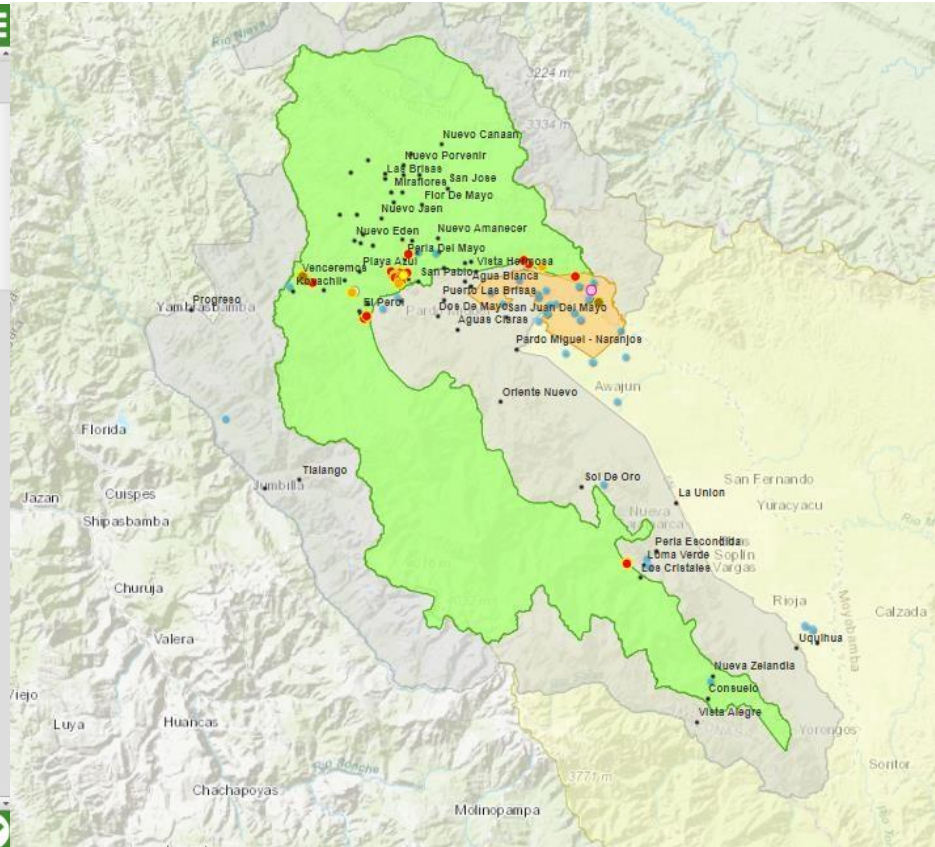 Rio Nieva
3224 m
3334 m
Nuevo Canaan
Nuevo Porvenir
Las Brisas
Miraflores
San Jose
Flor De Mayo
Nuevo Jaen
Nuevo Eden
Nuevo Amanecer
Perla Del Mayo
Playa Azul
Vista Hermosa
Venceremos
San Pablo
Agua Blanca
Puerto Las Brisas
Progreso
Yambrasbamba
El Perol
Dos De Mayo
San Juan Del Mayo
Aguas Claras
Pardo Miguel - Naranjos
Awajun
Oriente Nuevo
Florida
Tialango
Jumbilla
Sol De Oro
San Fernando
La Union
Yuracyacu
Nueva
Jazan
Cuispes
Shipasbamba
Perla Escondida
Loma Verde
Soplin
Los Cristales
Vargas
Churuja
Rioja
Moyobamba
Calzada
Valera
Uquihua
Nueva Zelandia
Consuelo
Viejo
Luya
Huancas
Vista Alegre
Yorongos
Soritor
Rio Sonche
3771 m
Chachapoyas
Molinopampa